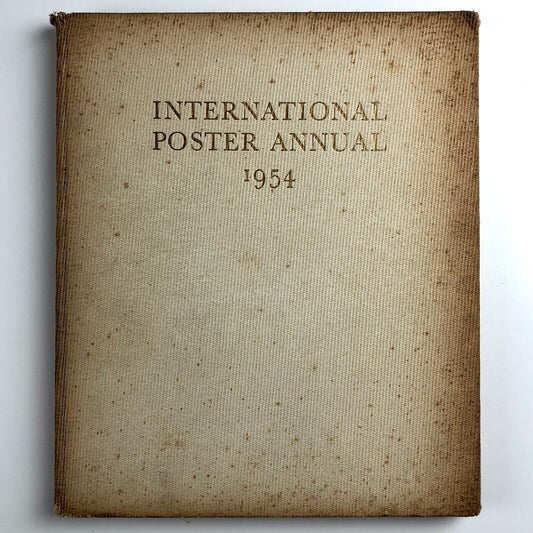 INTERNATIONAL
POSTER ANNUAL
1954